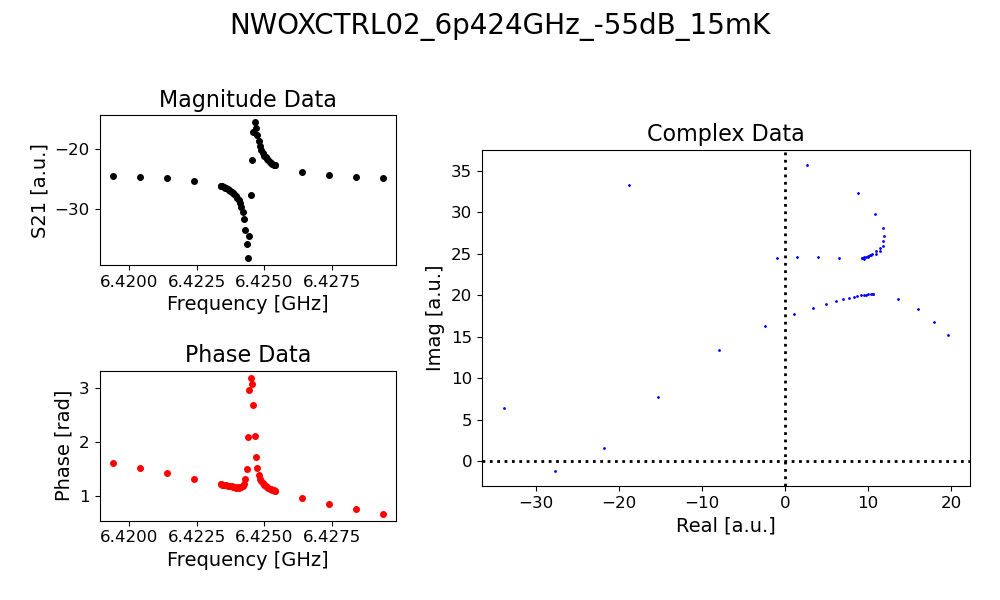 NWOXCTRL02_6p424GHz_-55dB_15mK
Magnitude Data
S21 [a.u.]
−20
−30
6.4200 6.4225 6.4250 6.4275
Frequency [GHz]
Phase Data
Phase [rad]
3
2
1
6.4200 6.4225 6.4250 6.4275
Frequency [GHz]
Complex Data
Imag [a.u.]
35
30
25
20
15
10
5
0
−30 −20 −10 0 10 20
Real [a.u.]